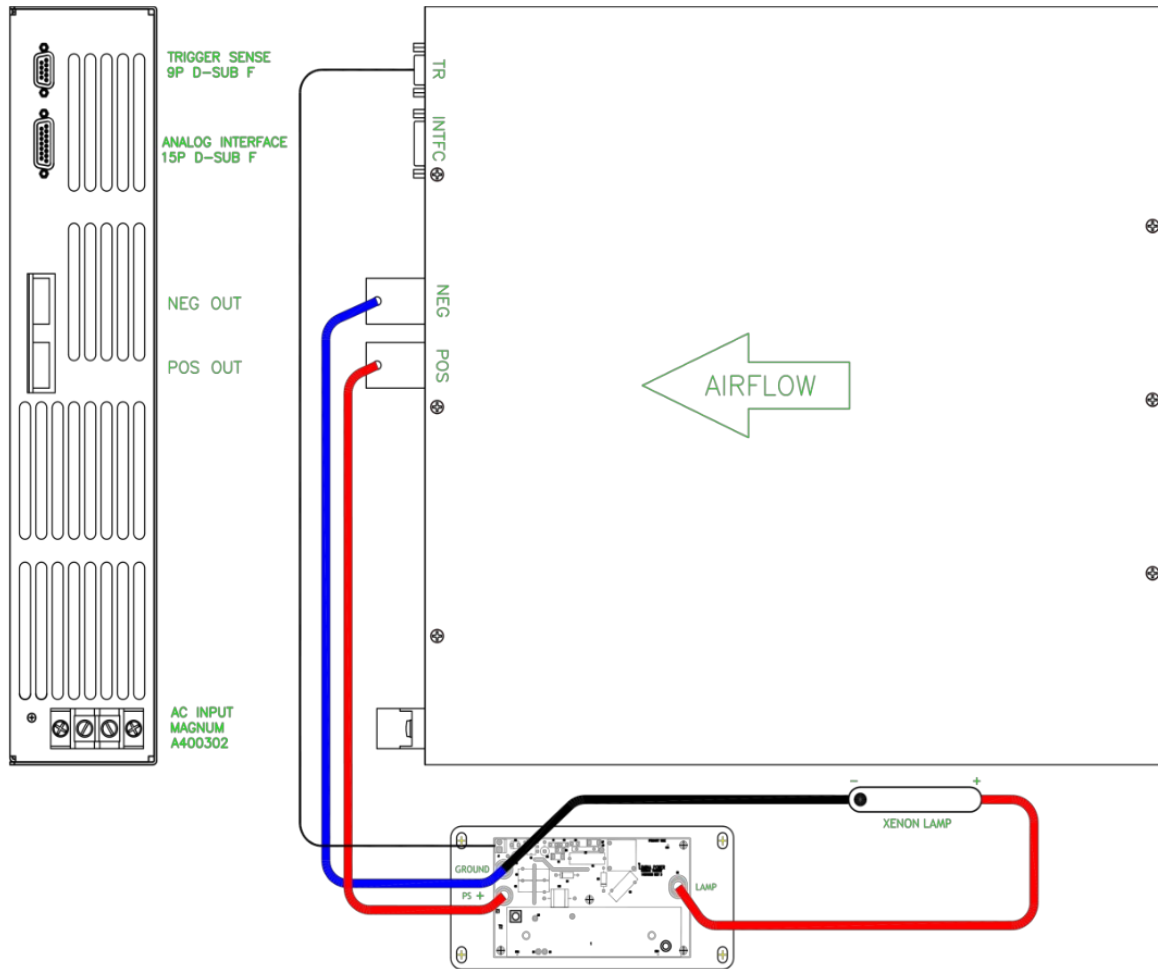 TRIGGER SENSE
9P D-SUB F
ANALOG INTERFACE
15P D-SUB F
NEG OUT
POS OUT
AC INPUT
MAGNUM
A400302
TR
INTFC
NEG
POS
AIRFLOW
- +
XENON LAMP
GROUND
PS +
LAMP